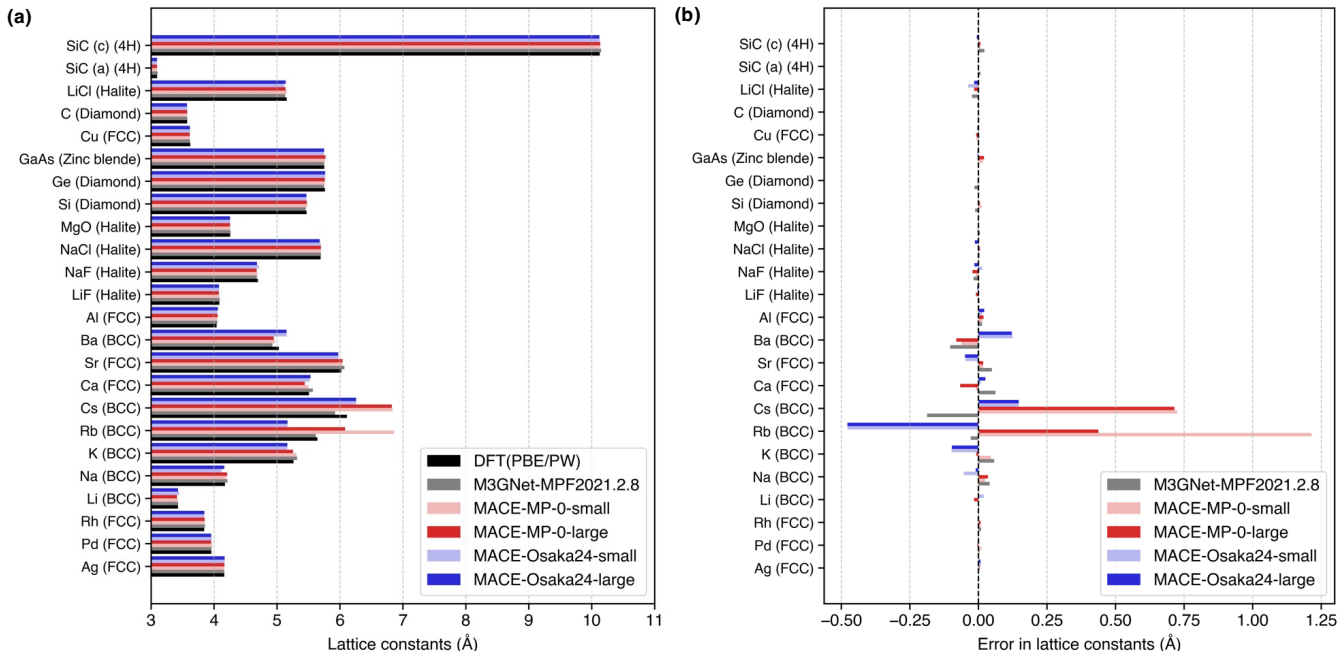 (a)
SiC (c) (4H)
SiC (a) (4H)
LiCl (Halite)
C (Diamond)
Cu (FCC)
GaAs (Zinc blende)
Ge (Diamond)
Si (Diamond)
MgO (Halite)
NaCl (Halite)
NaF (Halite)
LiF (Halite)
Al (FCC)
Ba (BCC)
Sr (FCC)
Ca (FCC)
Cs (BCC)
Rb (BCC)
K (BCC)
Na (BCC)
Li (BCC)
Rh (FCC)
Pd (FCC)
Ag (FCC)
DFT(PBE/PW)
M3GNet-MPF2021.2.8
MACE-MP-0-small
MACE-MP-0-large
MACE-Osaka24-small
MACE-Osaka24-large
3 4 5 6 7 8 9 10 11
Lattice constants (Å)
(b)
SiC (c) (4H)
SiC (a) (4H)
LiCl (Halite)
C (Diamond)
Cu (FCC)
GaAs (Zinc blende)
Ge (Diamond)
Si (Diamond)
MgO (Halite)
NaCl (Halite)
NaF (Halite)
LiF (Halite)
Al (FCC)
Ba (BCC)
Sr (FCC)
Ca (FCC)
Cs (BCC)
Rb (BCC)
K (BCC)
Na (BCC)
Li (BCC)
Rh (FCC)
Pd (FCC)
Ag (FCC)
M3GNet-MPF2021.2.8
MACE-MP-0-small
MACE-MP-0-large
MACE-Osaka24-small
MACE-Osaka24-large
−0.50 −0.25 0.00 0.25 0.50 0.75 1.00 1.25
Error in lattice constants (Å)